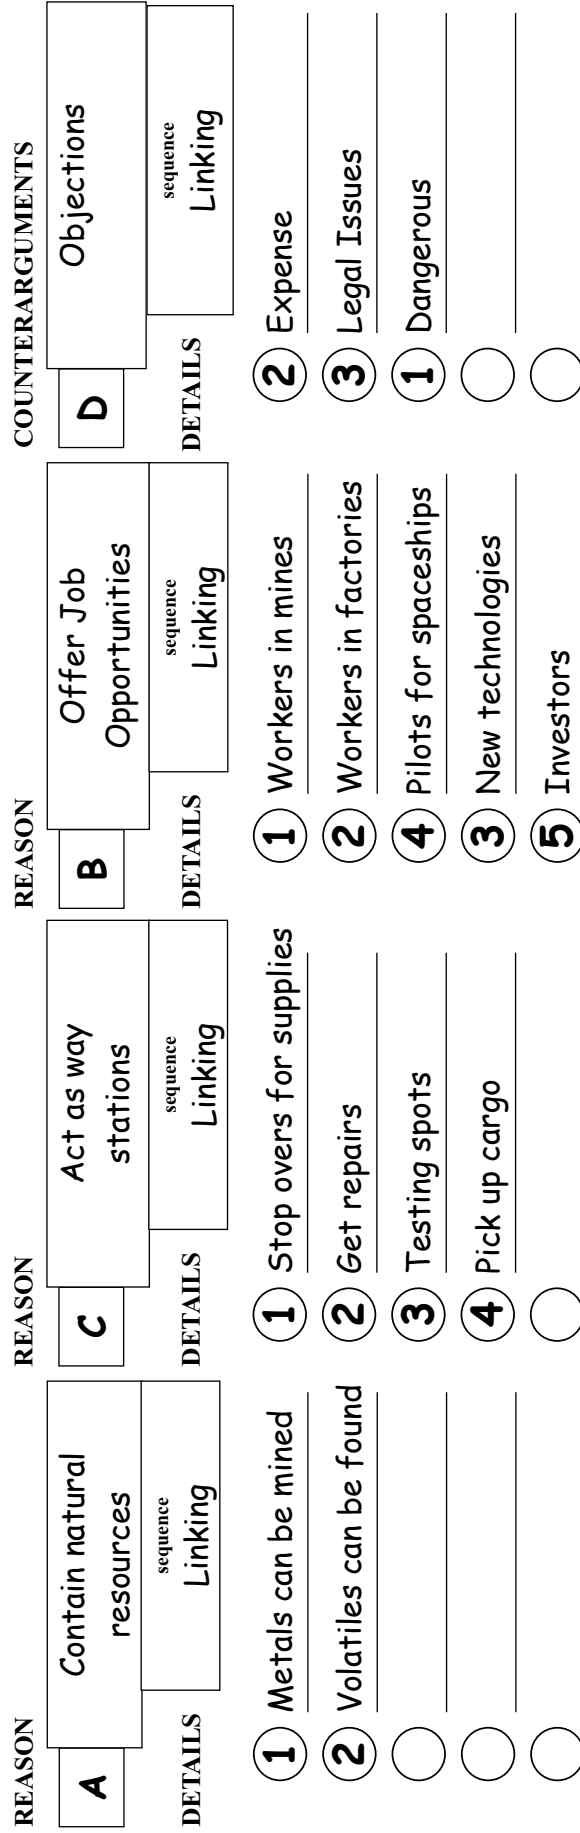 REASON
A
Contain natural
resources
sequence
Linking
DETAILS
1 Metals can be mined
2 Volatiles can be found
REASON
C
Act as way
stations
sequence
Linking
DETAILS
1 Stop overs for supplies
2 Get repairs
3 Testing spots
4 Pick up cargo
REASON
B
Offer Job
Opportunities
sequence
Linking
DETAILS
1 Workers in mines
2 Workers in factories
4 Pilots for spaceships
3 New technologies
5 Investors
COUNTERARGUMENTS
D
Objections
sequence
Linking
DETAILS
2 Expense
3 Legal Issues
1 Dangerous